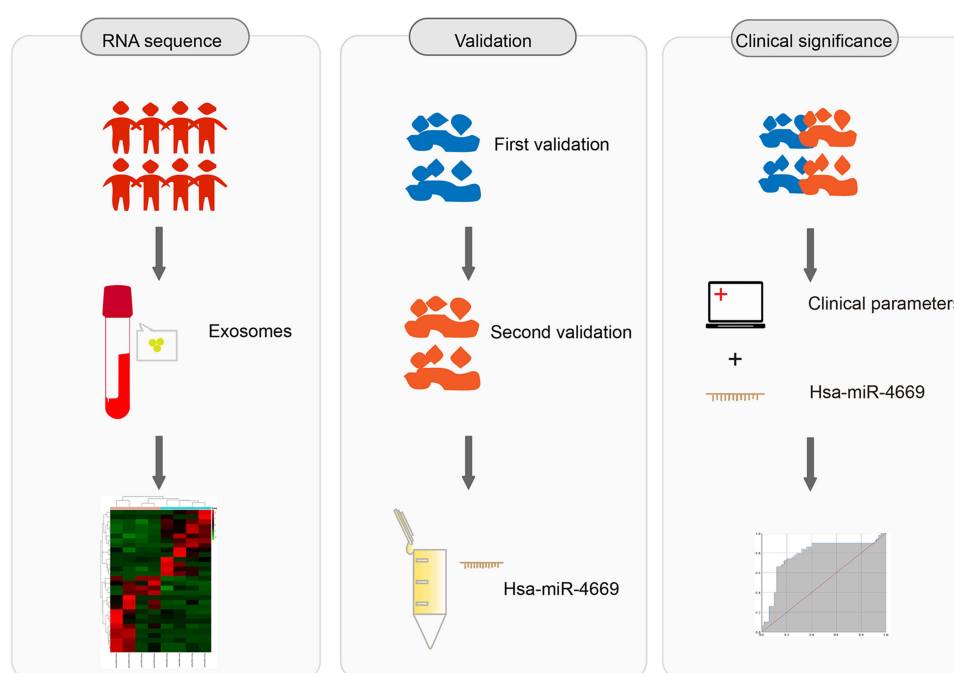 RNA sequence
Exosomes
Validation
First validation
Second validation
Hsa-miR-4669
Clinical significance
Clinical parameters
+
Hsa-miR-4669